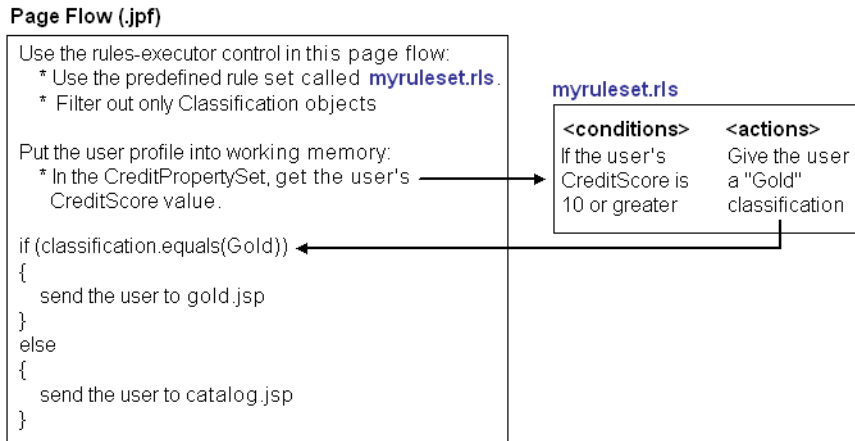 Page Flow (.jpf)
Use the rules-executor control in this page flow:
* Use the predefined rule set called myruleset.rls.
* Filter out only Classification objects
Put the user profile into working memory:
* In the CreditPropertySet, get the user's
CreditScore value.
if (classification.equals(Gold))
{
send the user to gold.jsp
}
else
{
send the user to catalog.jsp
}
myruleset.rls
<conditions>
If the user's
CreditScore is
10 or greater
<actions>
Give the user
a "Gold"
classification